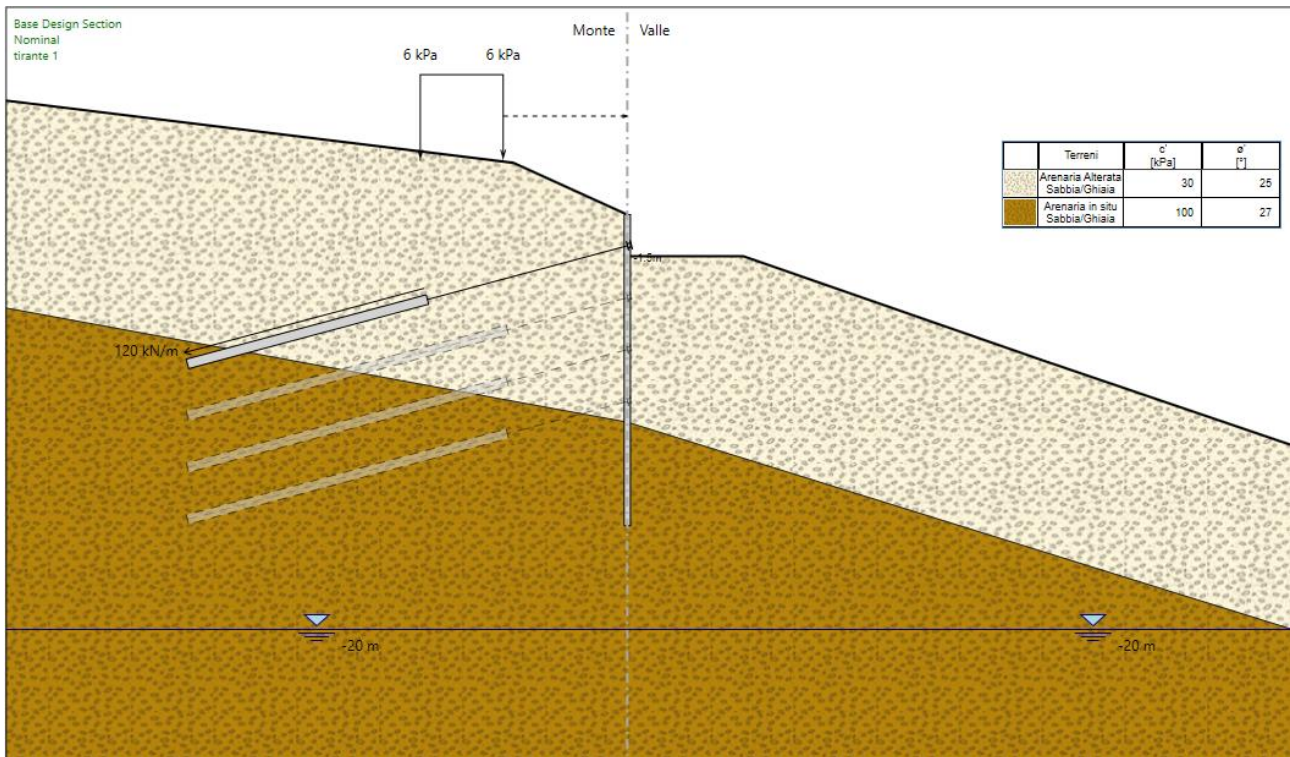 Base Design Section
Nominal
tirante 1
Monte
Valle
6 kPa
6 kPa
Terreni
c'
[kPa]
ø'
[°]
Arenaria Alterata
Sabbia/Ghiaia
30
25
Arenaria in situ
Sabbia/Ghiaia
100
27
-1.5m
120 kN/m
-20 m
-20 m